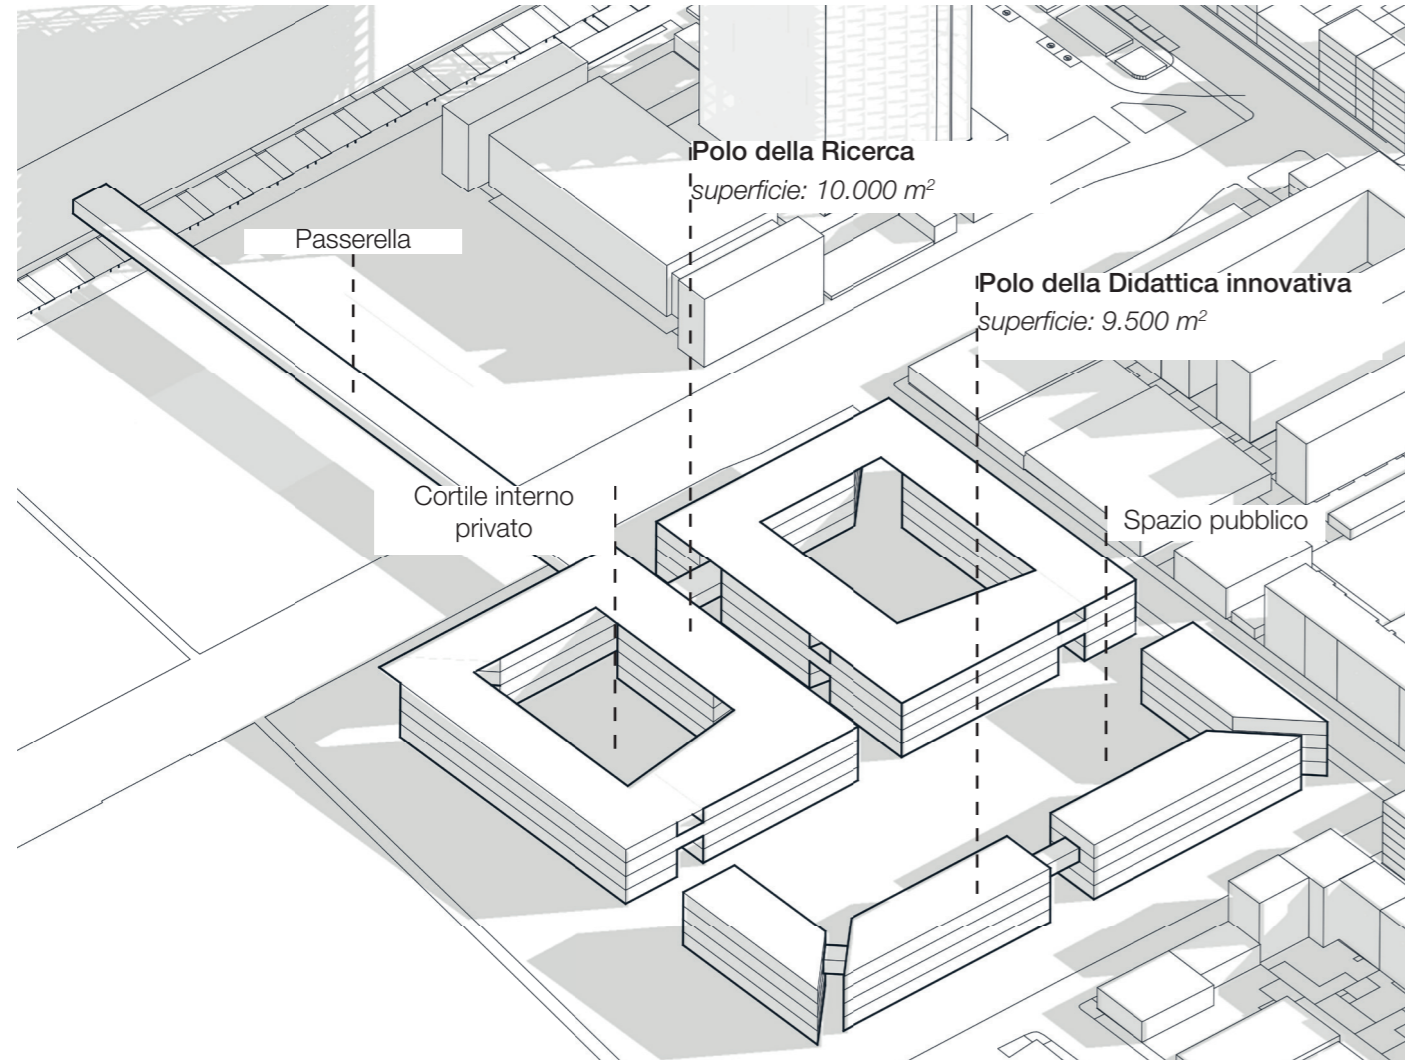 Polo della Ricerca
superficie: 10.000 m²
Passerella
Polo della Didattica innovativa
superficie: 9.500 m²
Cortile interno
privato
Spazio pubblico